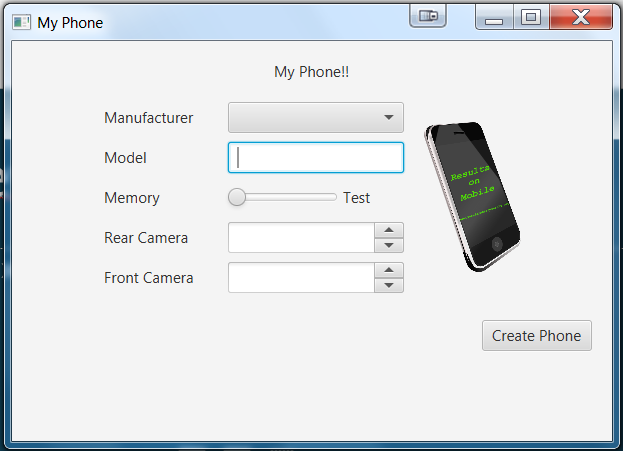 My Phone
My Phone!!
Manufacturer
Model
Memory
Test
Rear Camera
Front Camera
Results
on
Mobile
Create Phone